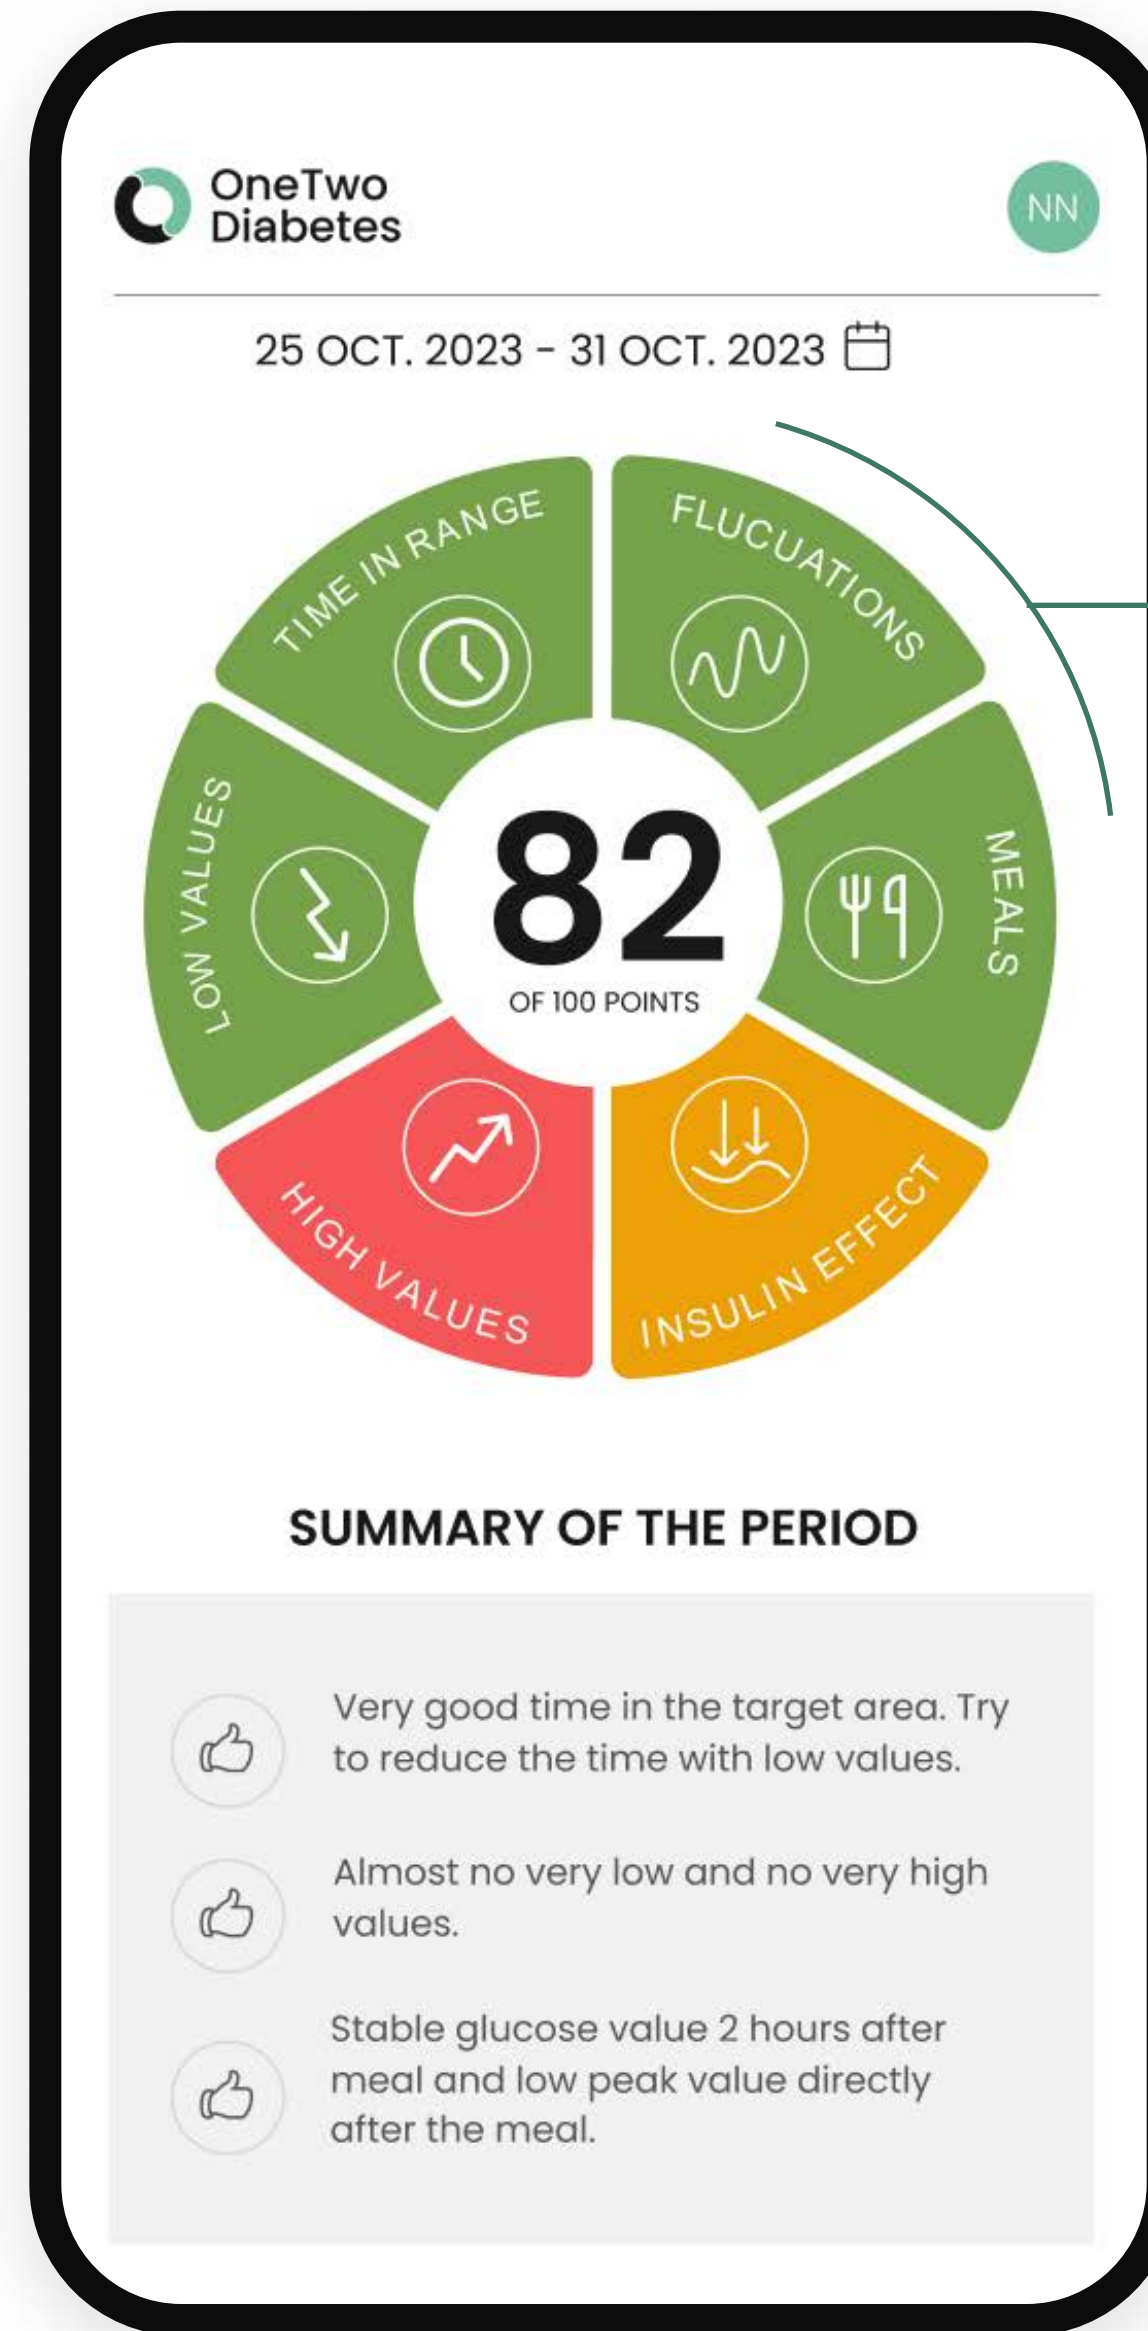 OneTwo
Diabetes
NN
25 OCT. 2023 - 31 OCT. 2023
TIME IN RANGE
FLUCUATIONS
LOW VALUES
MEALS
82
OF 100 POINTS
HIGH VALUES
INSULIN EFFECT
SUMMARY OF THE PERIOD
Very good time in the target area. Try
to reduce the time with low values.
Almost no very low and no very high
values.
Stable glucose value 2 hours after
meal and low peak value directly
after the meal.